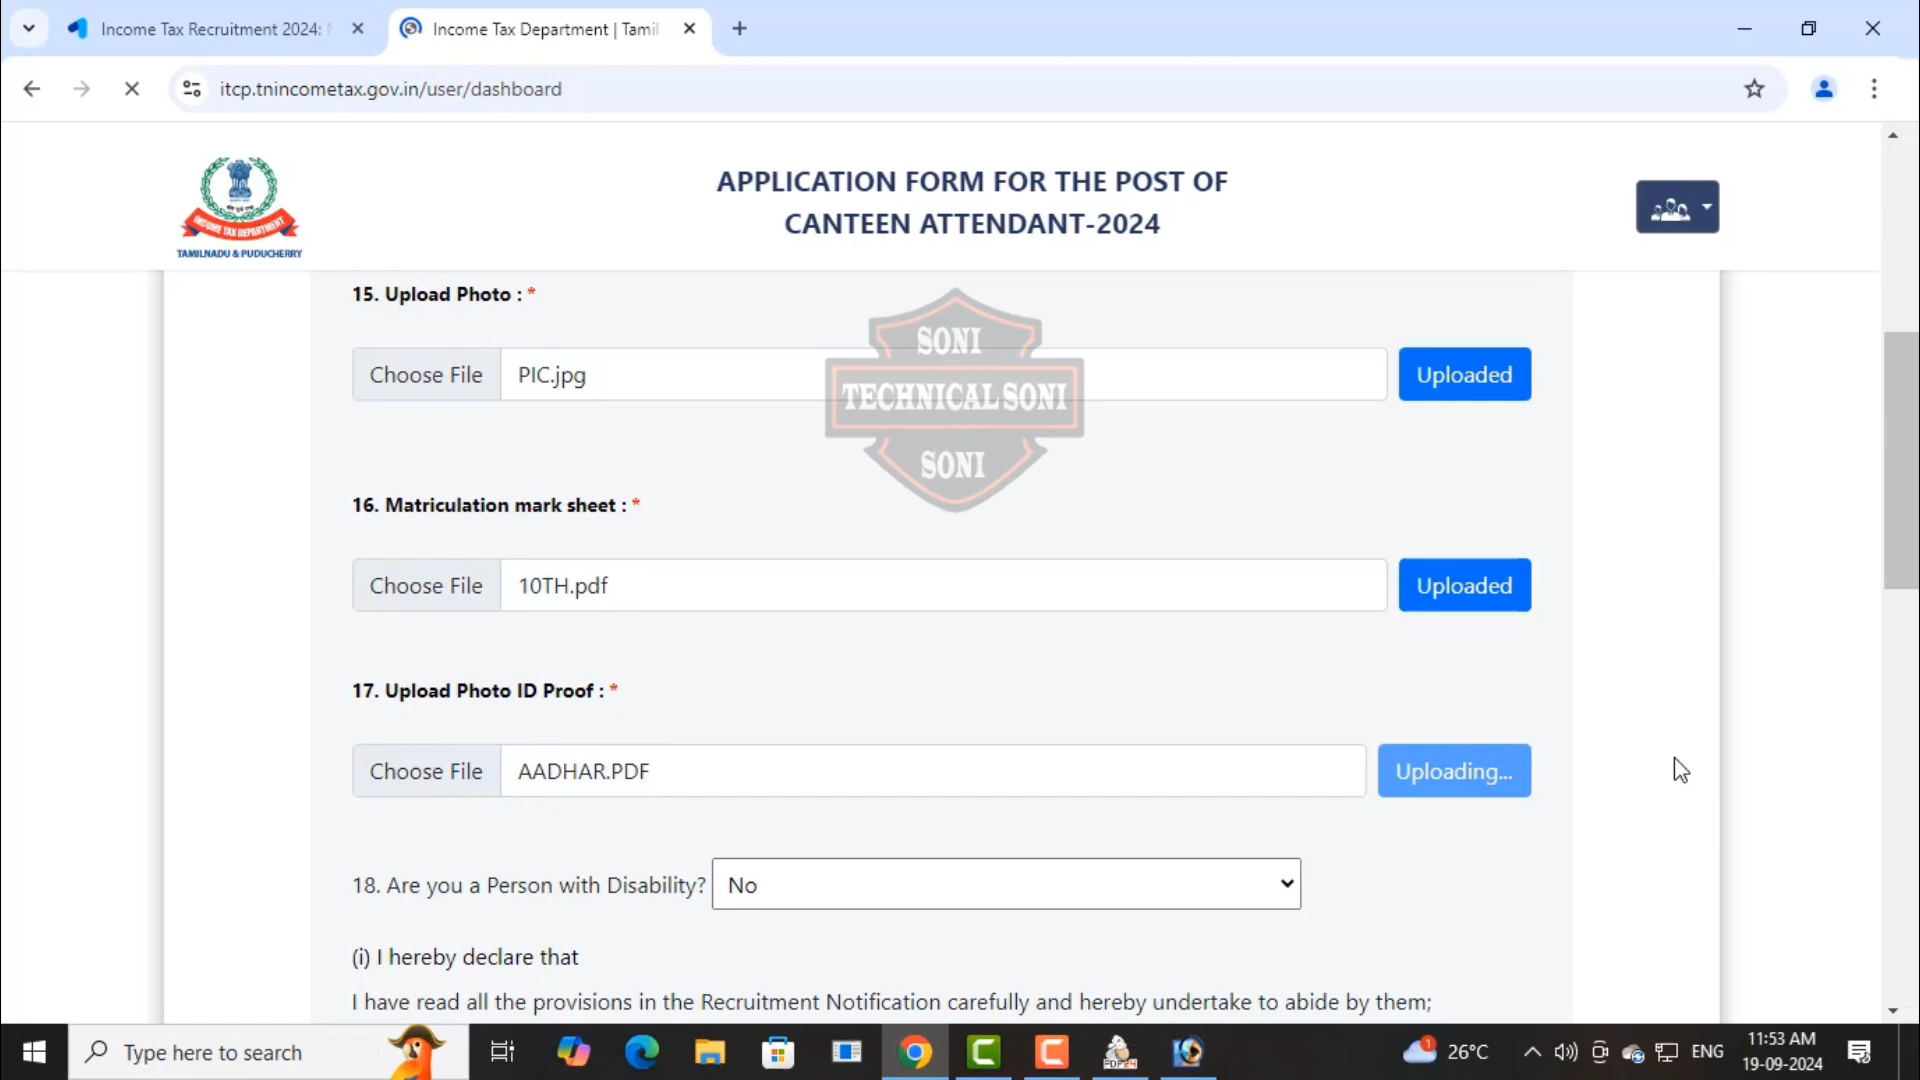 Income Tax Recruitment 2024:
Income Tax Department | Tamil
itcp.tnincometax.gov.in/user/dashboard
INCOME TAX DEPARTMENT
TAMILNADU & PUDUCHERRY
APPLICATION FORM FOR THE POST OF
CANTEEN ATTENDANT-2024
15. Upload Photo : *
Choose File PIC.jpg Uploaded
SONI
TECHNICAL SONI
SONI
16. Matriculation mark sheet : *
Choose File 10TH.pdf Uploaded
17. Upload Photo ID Proof : *
Choose File AADHAR.PDF Uploading...
18. Are you a Person with Disability? No
(i) I hereby declare that
I have read all the provisions in the Recruitment Notification carefully and hereby undertake to abide by them;
Type here to search
PDF24
1
26°C
ENG
11:53 AM
19-09-2024